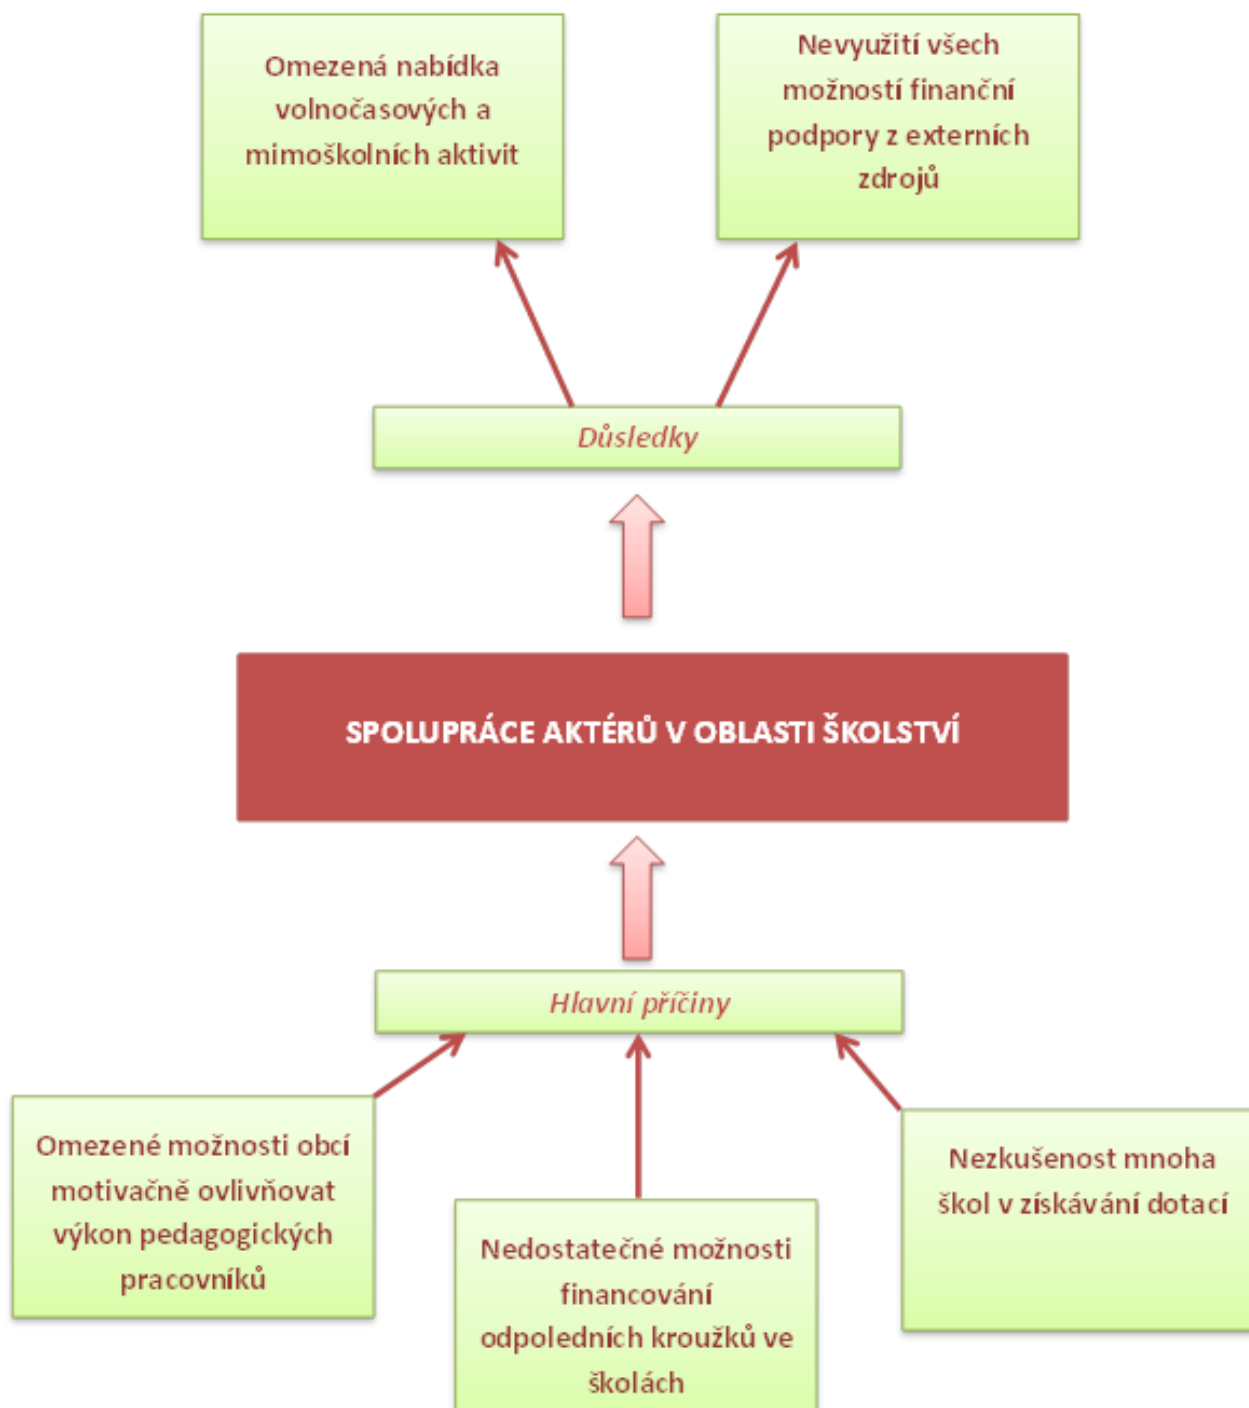 Omezená nabídka
volnočasových a
mimoškolních aktivit
Nevyužití všech
možností finanční
podpory z externích
zdrojů
Důsledky
SPOLUPRÁCE AKTÉRŮ V OBLASTI ŠKOLSTVÍ
Hlavní příčiny
Omezené možnosti obcí
motivačně ovlivňovat
výkon pedagogických
pracovníků
Nedostatečné možnosti
financování
odpoledních kroužků ve
školách
Nezkušenost mnoha
škol v získávání dotací